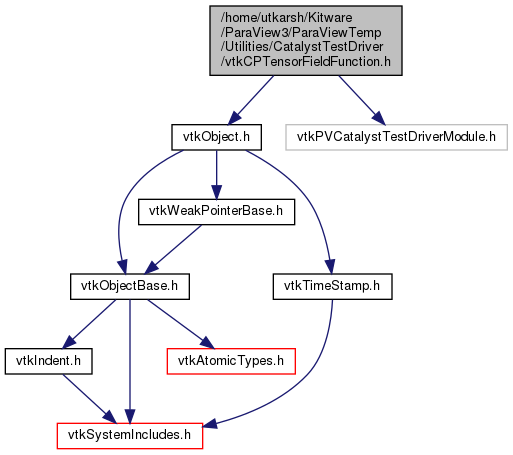 /home/utkarsh/Kitware
/ParaView3/ParaViewTemp
/Utilities/CatalystTestDriver
/vtkCPTensorFieldFunction.h
vtkObject.h
vtkPVCatalystTestDriverModule.h
vtkWeakPointerBase.h
vtkObjectBase.h
vtkTimeStamp.h
vtkIndent.h
vtkAtomicTypes.h
vtkSystemIncludes.h